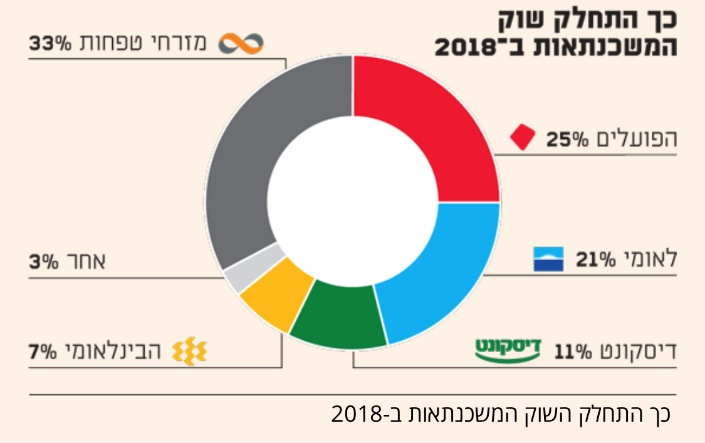 כך התחלק שוק
המשכנתאות ב־2018
הפועלים 25%
לאומי 21%
דיסקונט 11%
דיסקונט
מזרחי טפחות 33%
אחר 3%
הבינלאומי 7%
כך התחלק השוק המשכנתאות ב-2018